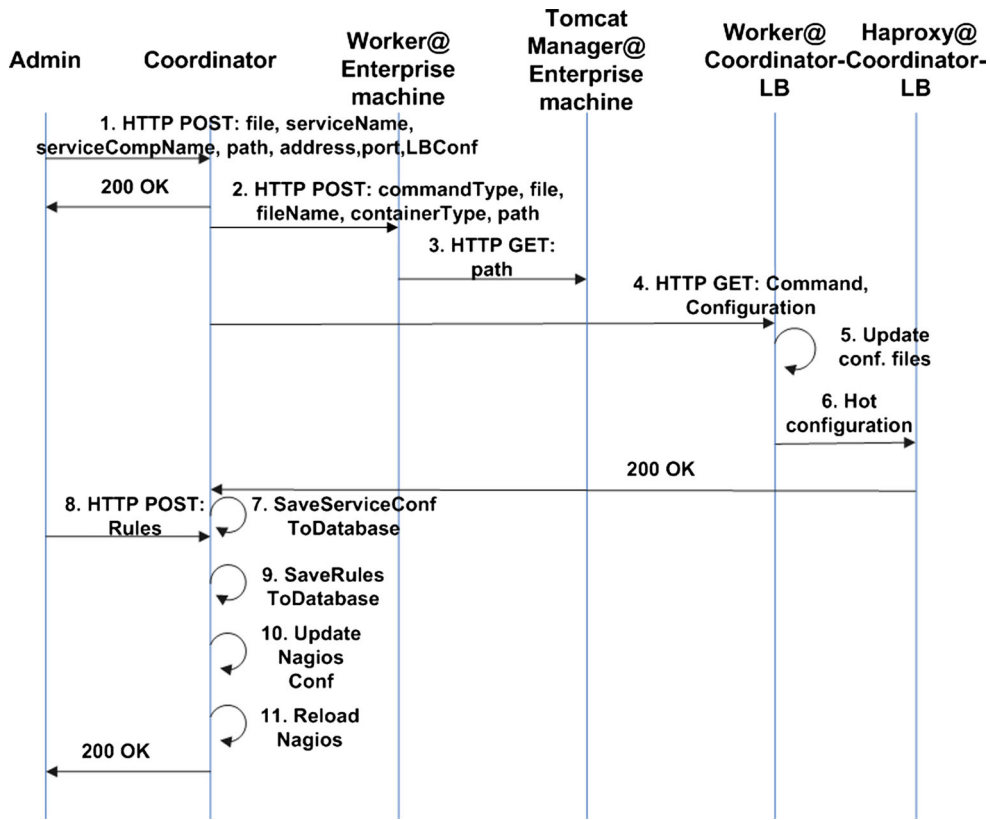 Admin
Coordinator
Worker@
Enterprise
machine
Tomcat
Manager@
Enterprise
machine
Worker@
Coordinator-
LB
Haproxy@
Coordinator-
LB
1. HTTP POST: file, serviceName,
serviceCompName, path, address,port,LBConf
200 OK
2. HTTP POST: commandType, file,
fileName, containerType, path
3. HTTP GET:
path
4. HTTP GET: Command,
Configuration
5. Update
conf. files
6. Hot
configuration
200 OK
8. HTTP POST:
Rules
7. SaveServiceConf
ToDatabase
9. SaveRules
ToDatabase
10. Update
Nagios
Conf
11. Reload
Nagios
200 OK